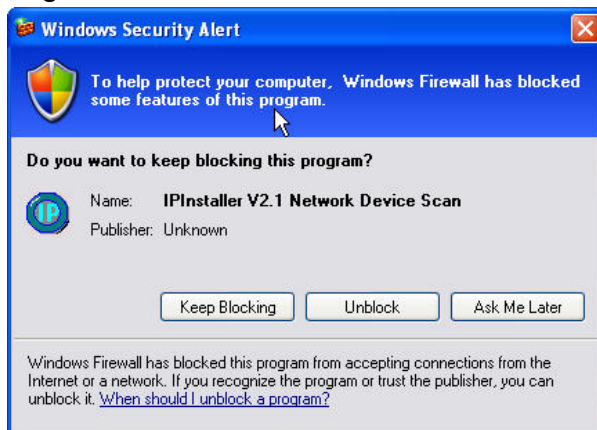 Windows Security Alert
To help protect your computer, Windows Firewall has blocked
some features of this program.
Do you want to keep blocking this program?
IP
Name: IPInstaller V2.1 Network Device Scan
Publisher: Unknown
Keep Blocking Unblock Ask Me Later
Windows Firewall has blocked this program from accepting connections from the
Internet or a network. If you recognize the program or trust the publisher, you can
unblock it. When should I unblock a program?